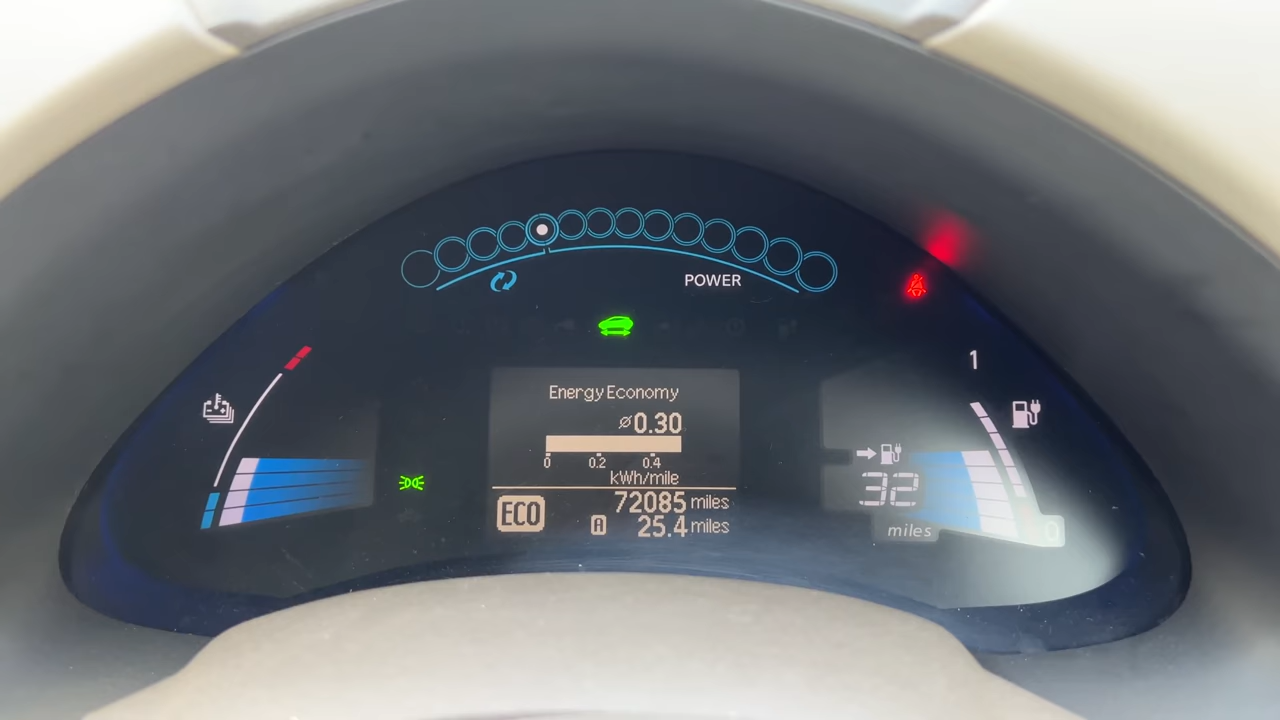 POWER
1
Energy Economy
⌀0.30
0 0.2 0.4
kWh/mile
ECO
72085 miles
A 25.4 miles
32
miles
0